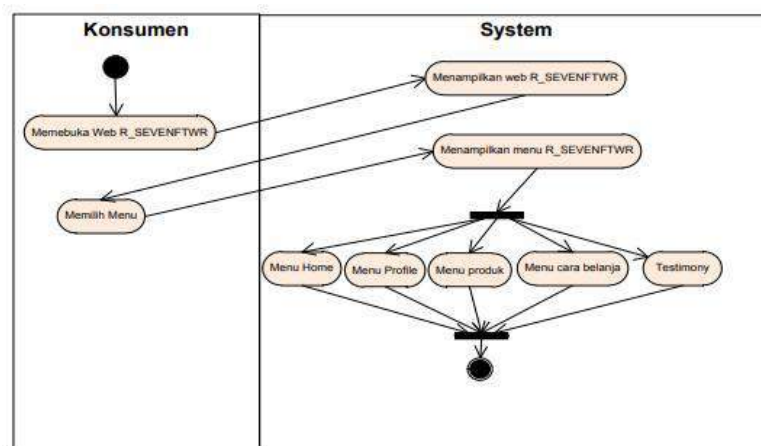 Konsumen
System
Menampilkan web R_SEVENFTWR
Memebuka Web R_SEVENFTWR
Menampilkan menu R_SEVENFTWR
Memilih Menu
Menu Home
Menu Profile
Menu produk
Menu cara belanja
Testimony